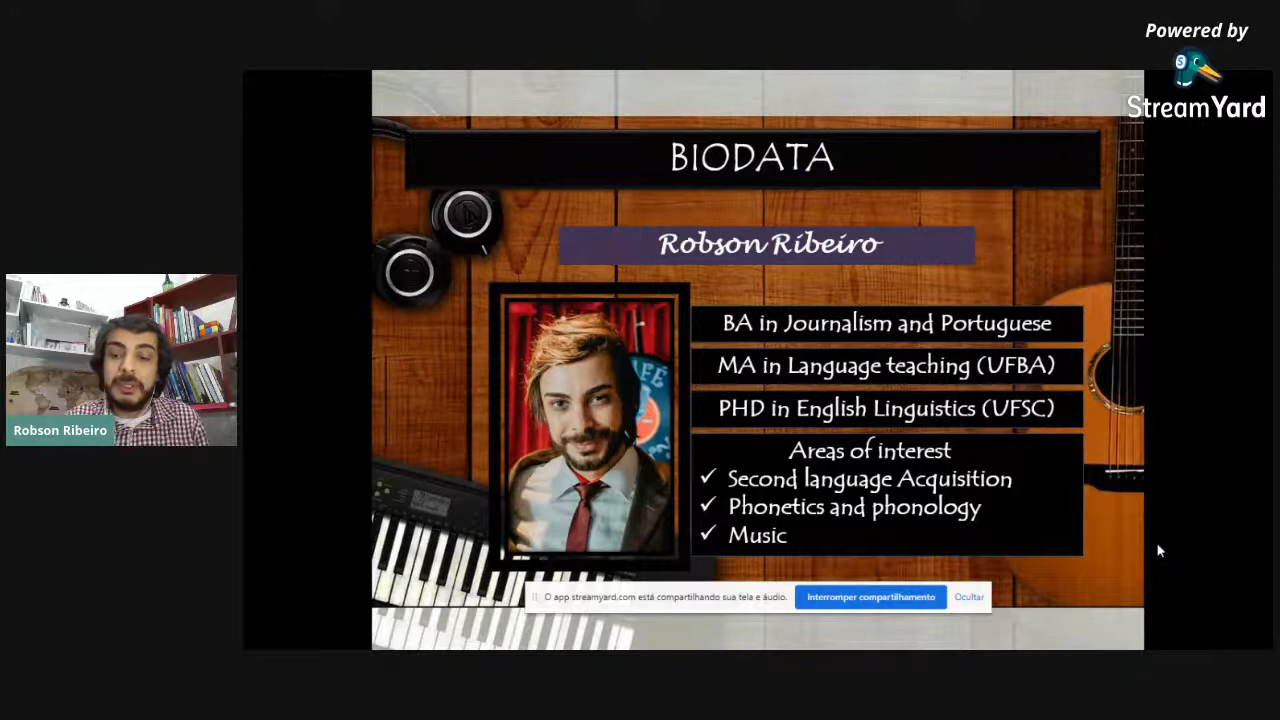 Powered by
StreamYard
BIODATA
Robson Ribeiro
BA in Journalism and Portuguese
MA in Language teaching (UFBA)
PHD in English Linguistics (UFSC)
Areas of interest
✓ Second language Acquisition
✓ Phonetics and phonology
✓ Music
Robson Ribeiro
O app streamyard.com está compartilhando sua tela e áudio.
Interromper compartilhamento
Ocultar